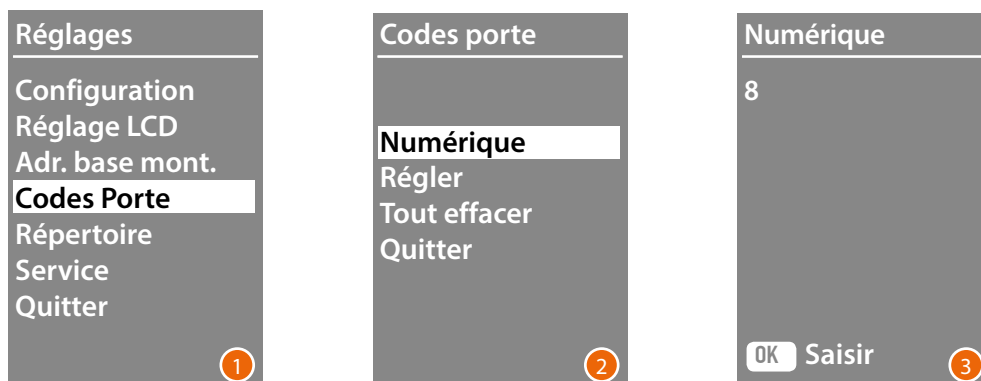 Réglages
Configuration
Réglage LCD
Adr. base mont.
Codes Porte
Répertoire
Service
Quitter
1
Codes porte
Numérique
Régler
Tout effacer
Quitter
2
Numérique
8
OK Saisir
3